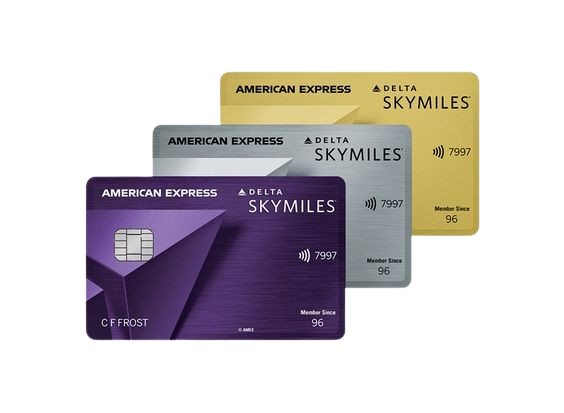 AMERICAN EXPRESS
DELTA
SKYMILES®
7997
Member Since
96
AMERICAN EXPRESS
DELTA
SKYMILES®
7997
Member Since
96
AMERICAN EXPRESS
DELTA
SKYMILES®
7997
C F FROST
Member Since
96
© AMEX